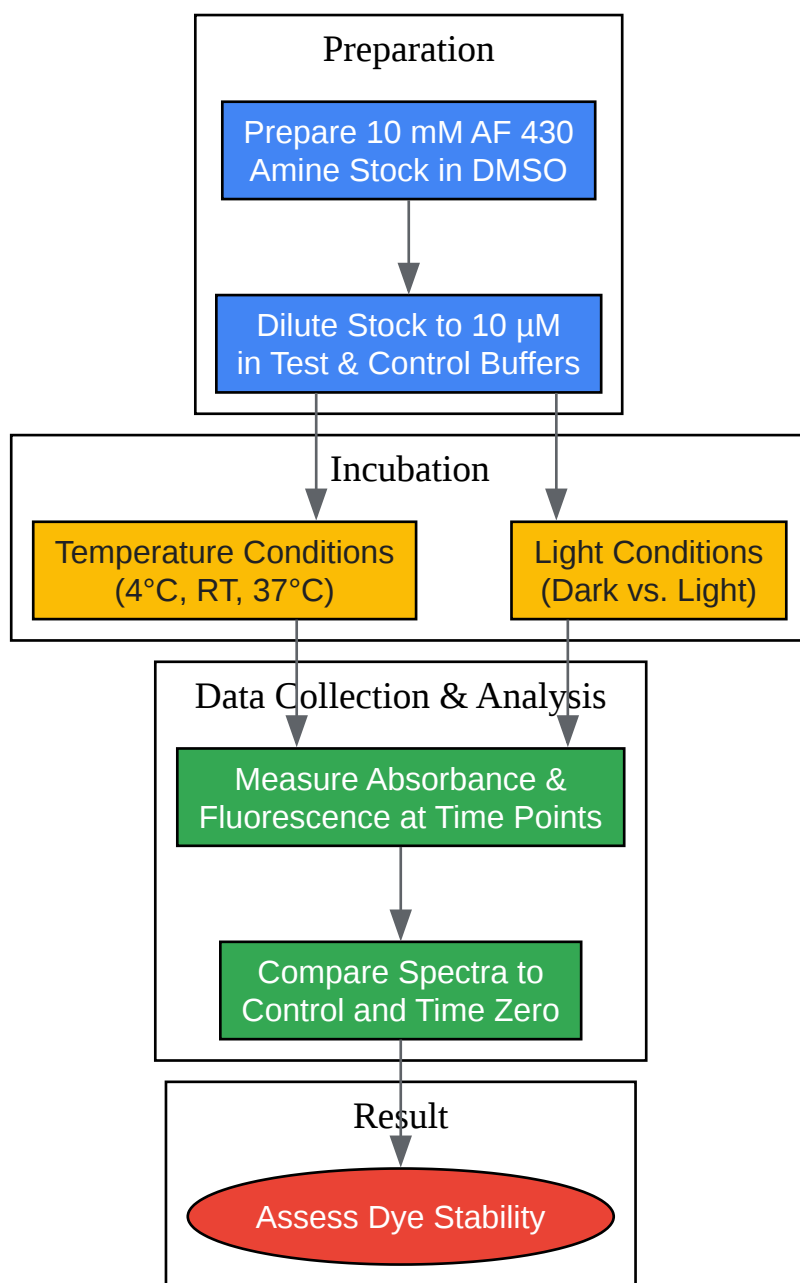 Preparation
Prepare 10 mM AF 430
Amine Stock in DMSO
Dilute Stock to 10 µM
in Test & Control Buffers
Incubation
Temperature Conditions
(4°C, RT, 37°C)
Light Conditions
(Dark vs. Light)
Data Collection & Analysis
Measure Absorbance &
Fluorescence at Time Points
Compare Spectra to
Control and Time Zero
Result
Assess Dye Stability